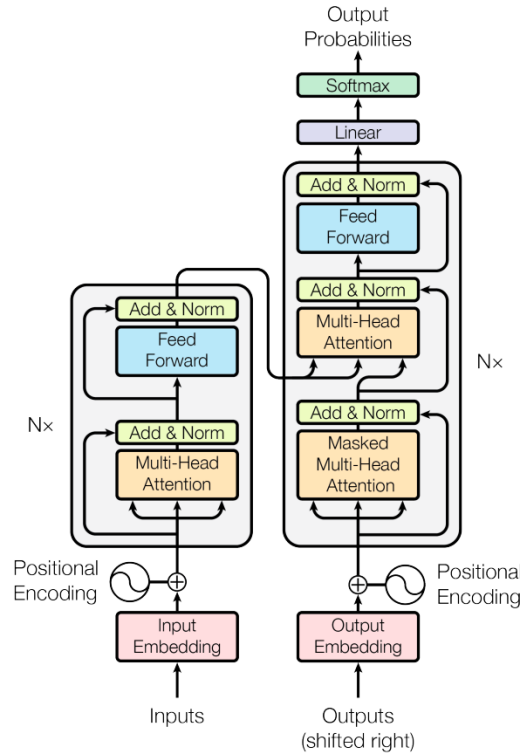 Output
Probabilities
Softmax
Linear
Add & Norm
Feed
Forward
Add & Norm
Multi-Head
Attention
Add & Norm
Masked
Multi-Head
Attention
N×
Positional
Encoding
Output
Embedding
Outputs
(shifted right)
Add & Norm
Feed
Forward
Add & Norm
Multi-Head
Attention
N×
Positional
Encoding
Input
Embedding
Inputs